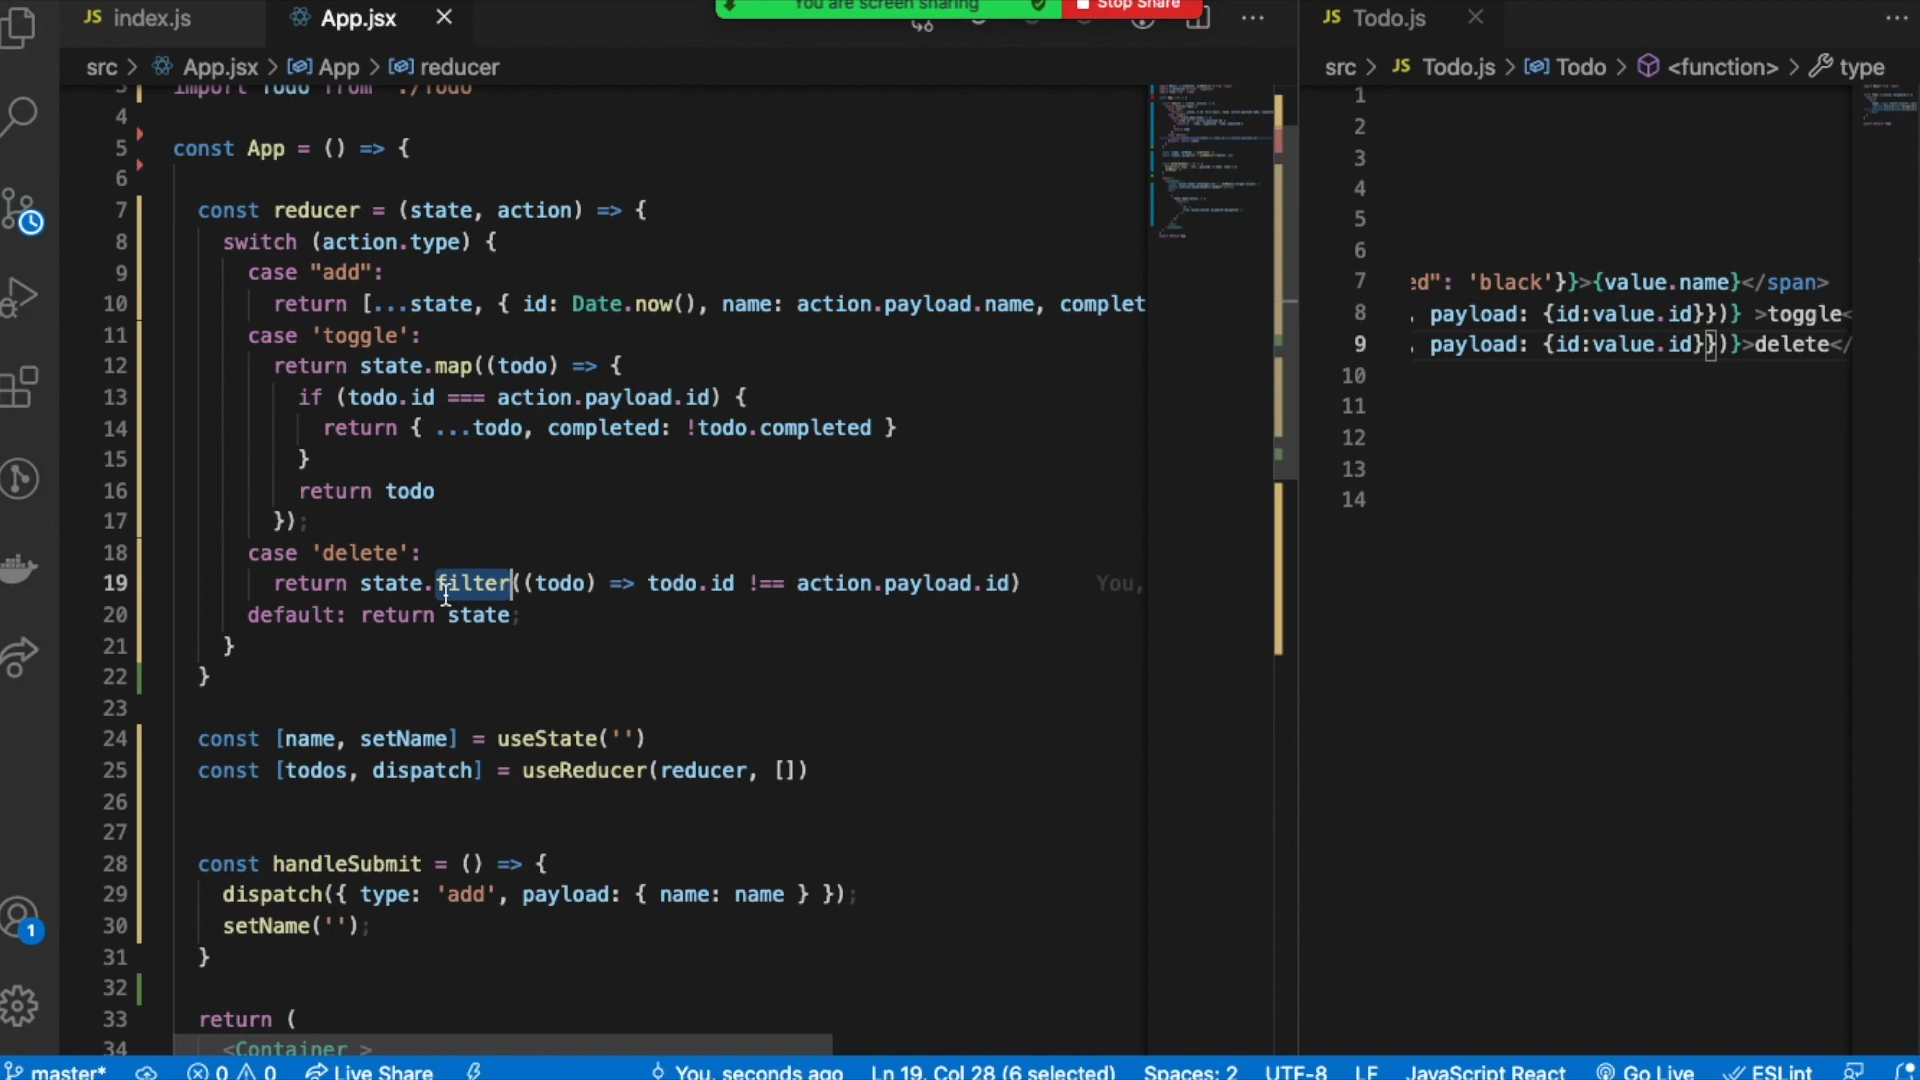 You are screen sharing
Stop Share
JS index.js
App.jsx
JS Todo.js
src > App.jsx > App > reducer
src > JS Todo.js > Todo > <function> > type
3 import Todo from './Todo'
4
5 const App = () => {
6
7 const reducer = (state, action) => {
8 switch (action.type) {
9 case "add":
10 return [...state, { id: Date.now(), name: action.payload.name, complet
11 case 'toggle':
12 return state.map((todo) => {
13 if (todo.id === action.payload.id) {
14 return { ...todo, completed: !todo.completed }
15 }
16 return todo
17 });
18 case 'delete':
19 return state.filter((todo) => todo.id !== action.payload.id) You,
20 default: return state;
21 }
22 }
23
24 const [name, setName] = useState('')
25 const [todos, dispatch] = useReducer(reducer, [])
26
27
28 const handleSubmit = () => {
29 dispatch({ type: 'add', payload: { name: name } });
30 setName('');
31 }
32
33 return (
34 <Container >
1
2
3
4
5
6
7 ed": 'black'}}>{value.name}</span>
8 , payload: {id:value.id}})} >toggle<
9 , payload: {id:value.id}})}>delete</
10
11
12
13
14
1
master* 0 0 Live Share You, seconds ago Ln 19, Col 28 (6 selected) Spaces: 2 UTF-8 LF JavaScript React Go Live ESLint